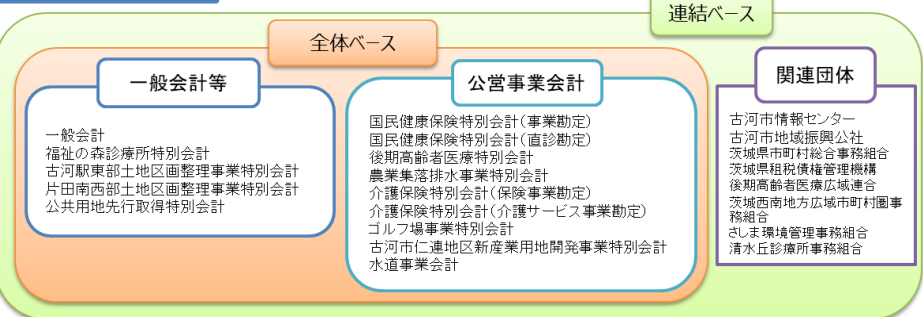 連結ベース
全体ベース
一般会計等
一般会計
福祉の森診療所特別会計
古河駅東部土地区画整理事業特別会計
片田南西部土地区画整理事業特別会計
公共用地先行取得特別会計
公営事業会計
国民健康保険特別会計(事業勘定)
国民健康保険特別会計(直診勘定)
後期高齢者医療特別会計
農業集落排水事業特別会計
介護保険特別会計(保険事業勘定)
介護保険特別会計(介護サービス事業勘定)
ゴルフ場事業特別会計
古河市仁連地区新産業用地開発事業特別会計
水道事業会計
関連団体
古河市情報センター
古河市地域振興公社
茨城県市町村総合事務組合
茨城県租税債権管理機構
後期高齢者医療広域連合
茨城西南地方広域市町村圏事
務組合
さしま環境管理事務組合
清水丘診療所事務組合